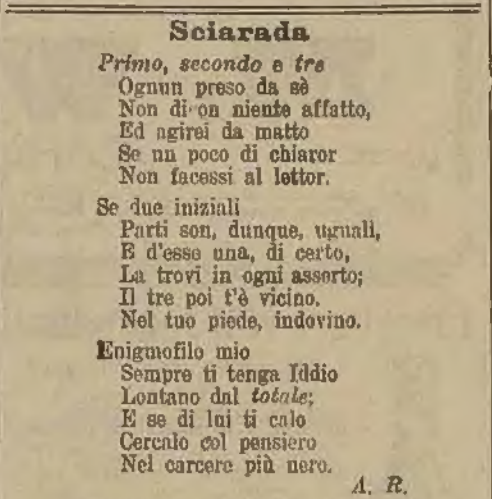 Sciarada
Primo, secondo e tre
Ognun preso da sè
Non dicon niente affatto,
Ed agirei da matto
Se un poco di chiaror
Non facessi al lettor.
Se due iniziali
Parti son, dunque, uguali,
E d'esse una, di certo,
La trovi in ogni asserto;
Il tre poi t'è vicino.
Nel tuo piede, indovino.
Enigmofilo mio
Sempre ti tenga Iddio
Lontano dal totale;
E se di lui ti calo
Cercalo col pensiero
Nel carcere più nero.
A. R.